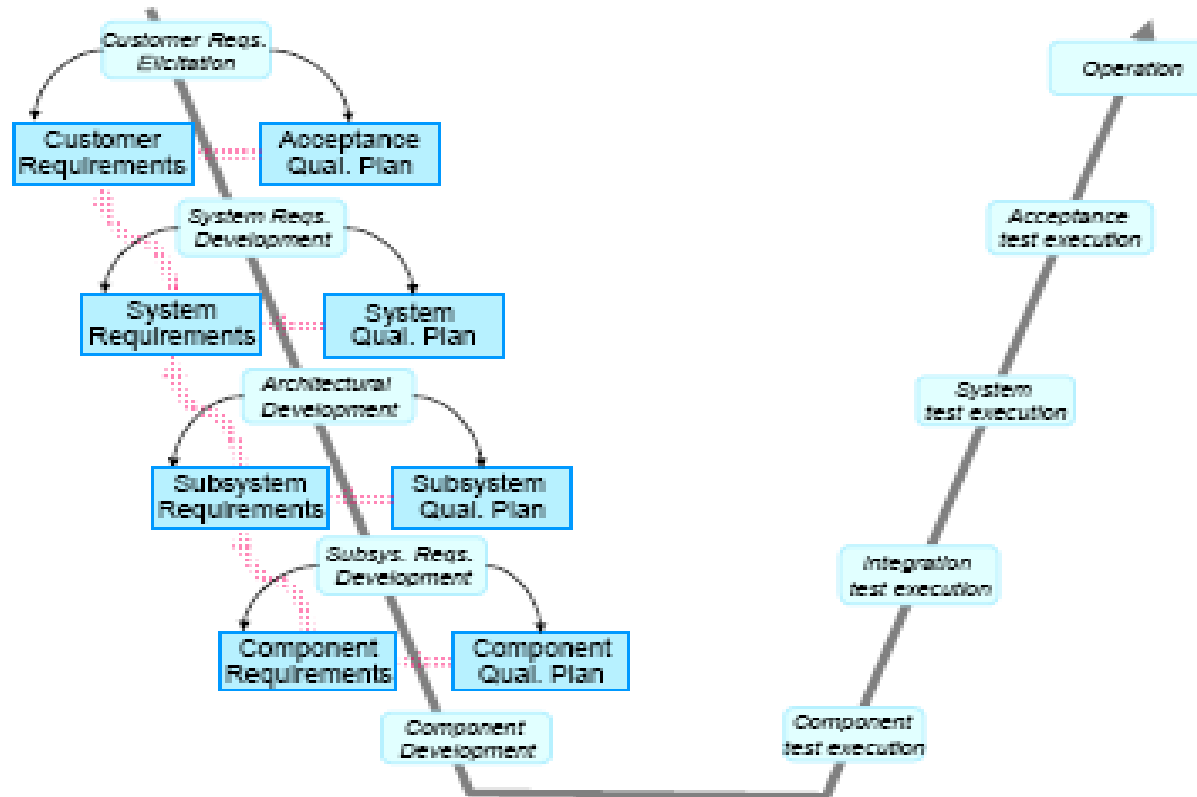 Customer Reqs.
Elicitation
Operation
Customer
Requirements
Acceptance
Qual. Plan
System Reqs.
Development
Acceptance
test execution
System
Requirements
System
Qual. Plan
Architectural
Development
System
test execution
Subsystem
Requirements
Subsystem
Qual. Plan
Subsys. Reqs.
Development
Integration
test execution
Component
Requirements
Component
Qual. Plan
Component
Development
Component
test execution